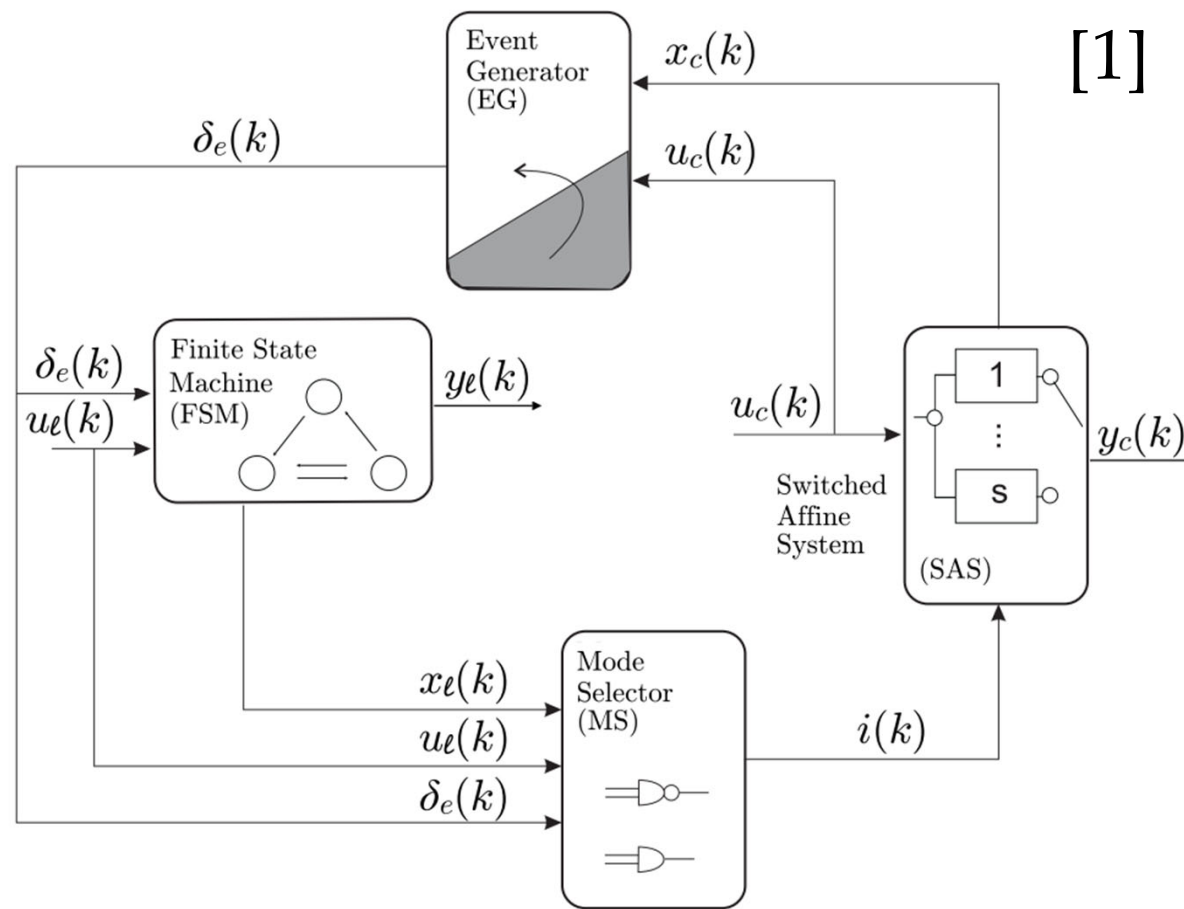 [1]
Event
Generator
(EG)
x_c(k)
u_c(k)
δ_e(k)
Finite State
Machine
(FSM)
δ_e(k)
u_ℓ(k)
y_ℓ(k)
u_c(k)
Switched
Affine
System
1
⋮
s
(SAS)
y_c(k)
Mode
Selector
(MS)
x_ℓ(k)
u_ℓ(k)
δ_e(k)
i(k)